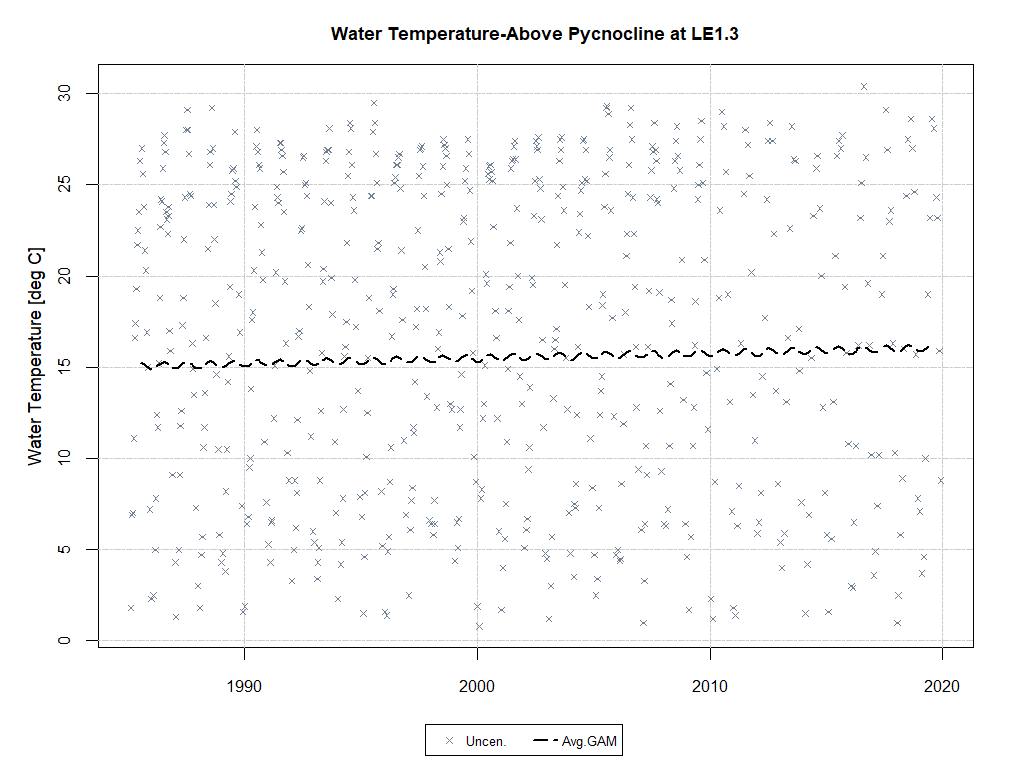 Water Temperature-Above Pycnocline at LE1.3
Water Temperature [deg C]
30
25
20
15
10
5
0
1990
2000
2010
2020
Uncen.
Avg.GAM